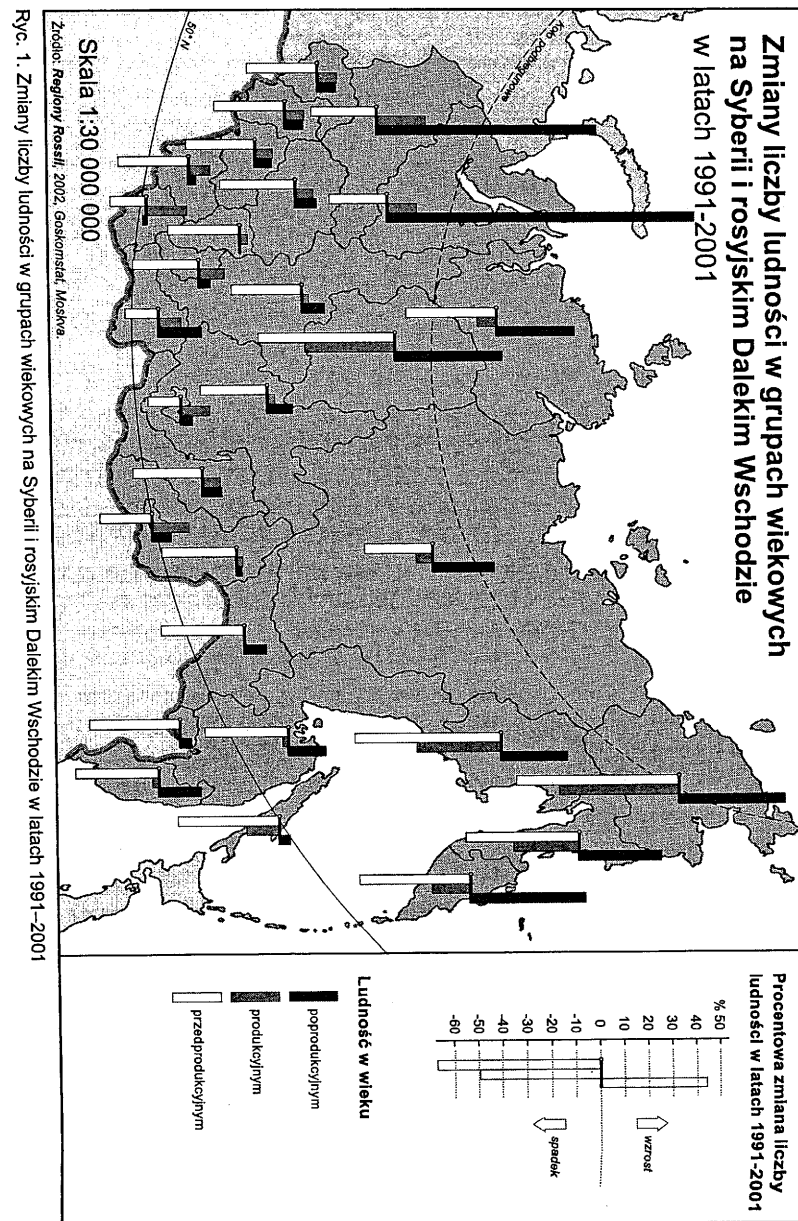 Zmiany liczby ludności w grupach wiekowych
na Syberii i rosyjskim Dalekim Wschodzie
w latach 1991-2001
Koło podbiegunowe
50° N
Skala 1:30 000 000
Źródło: Regiony Rossii, 2002, Goskomstat, Moskva.
Procentowa zmiana liczby
ludności w latach 1991-2001
% 50
40
30
20
10
0
-10
-20
-30
-40
-50
-60
wzrost
spadek
Ludność w wieku
poprodukcyjnym
produkcyjnym
przedprodukcyjnym
Ryc. 1. Zmiany liczby ludności w grupach wiekowych na Syberii i rosyjskim Dalekim Wschodzie w latach 1991–2001